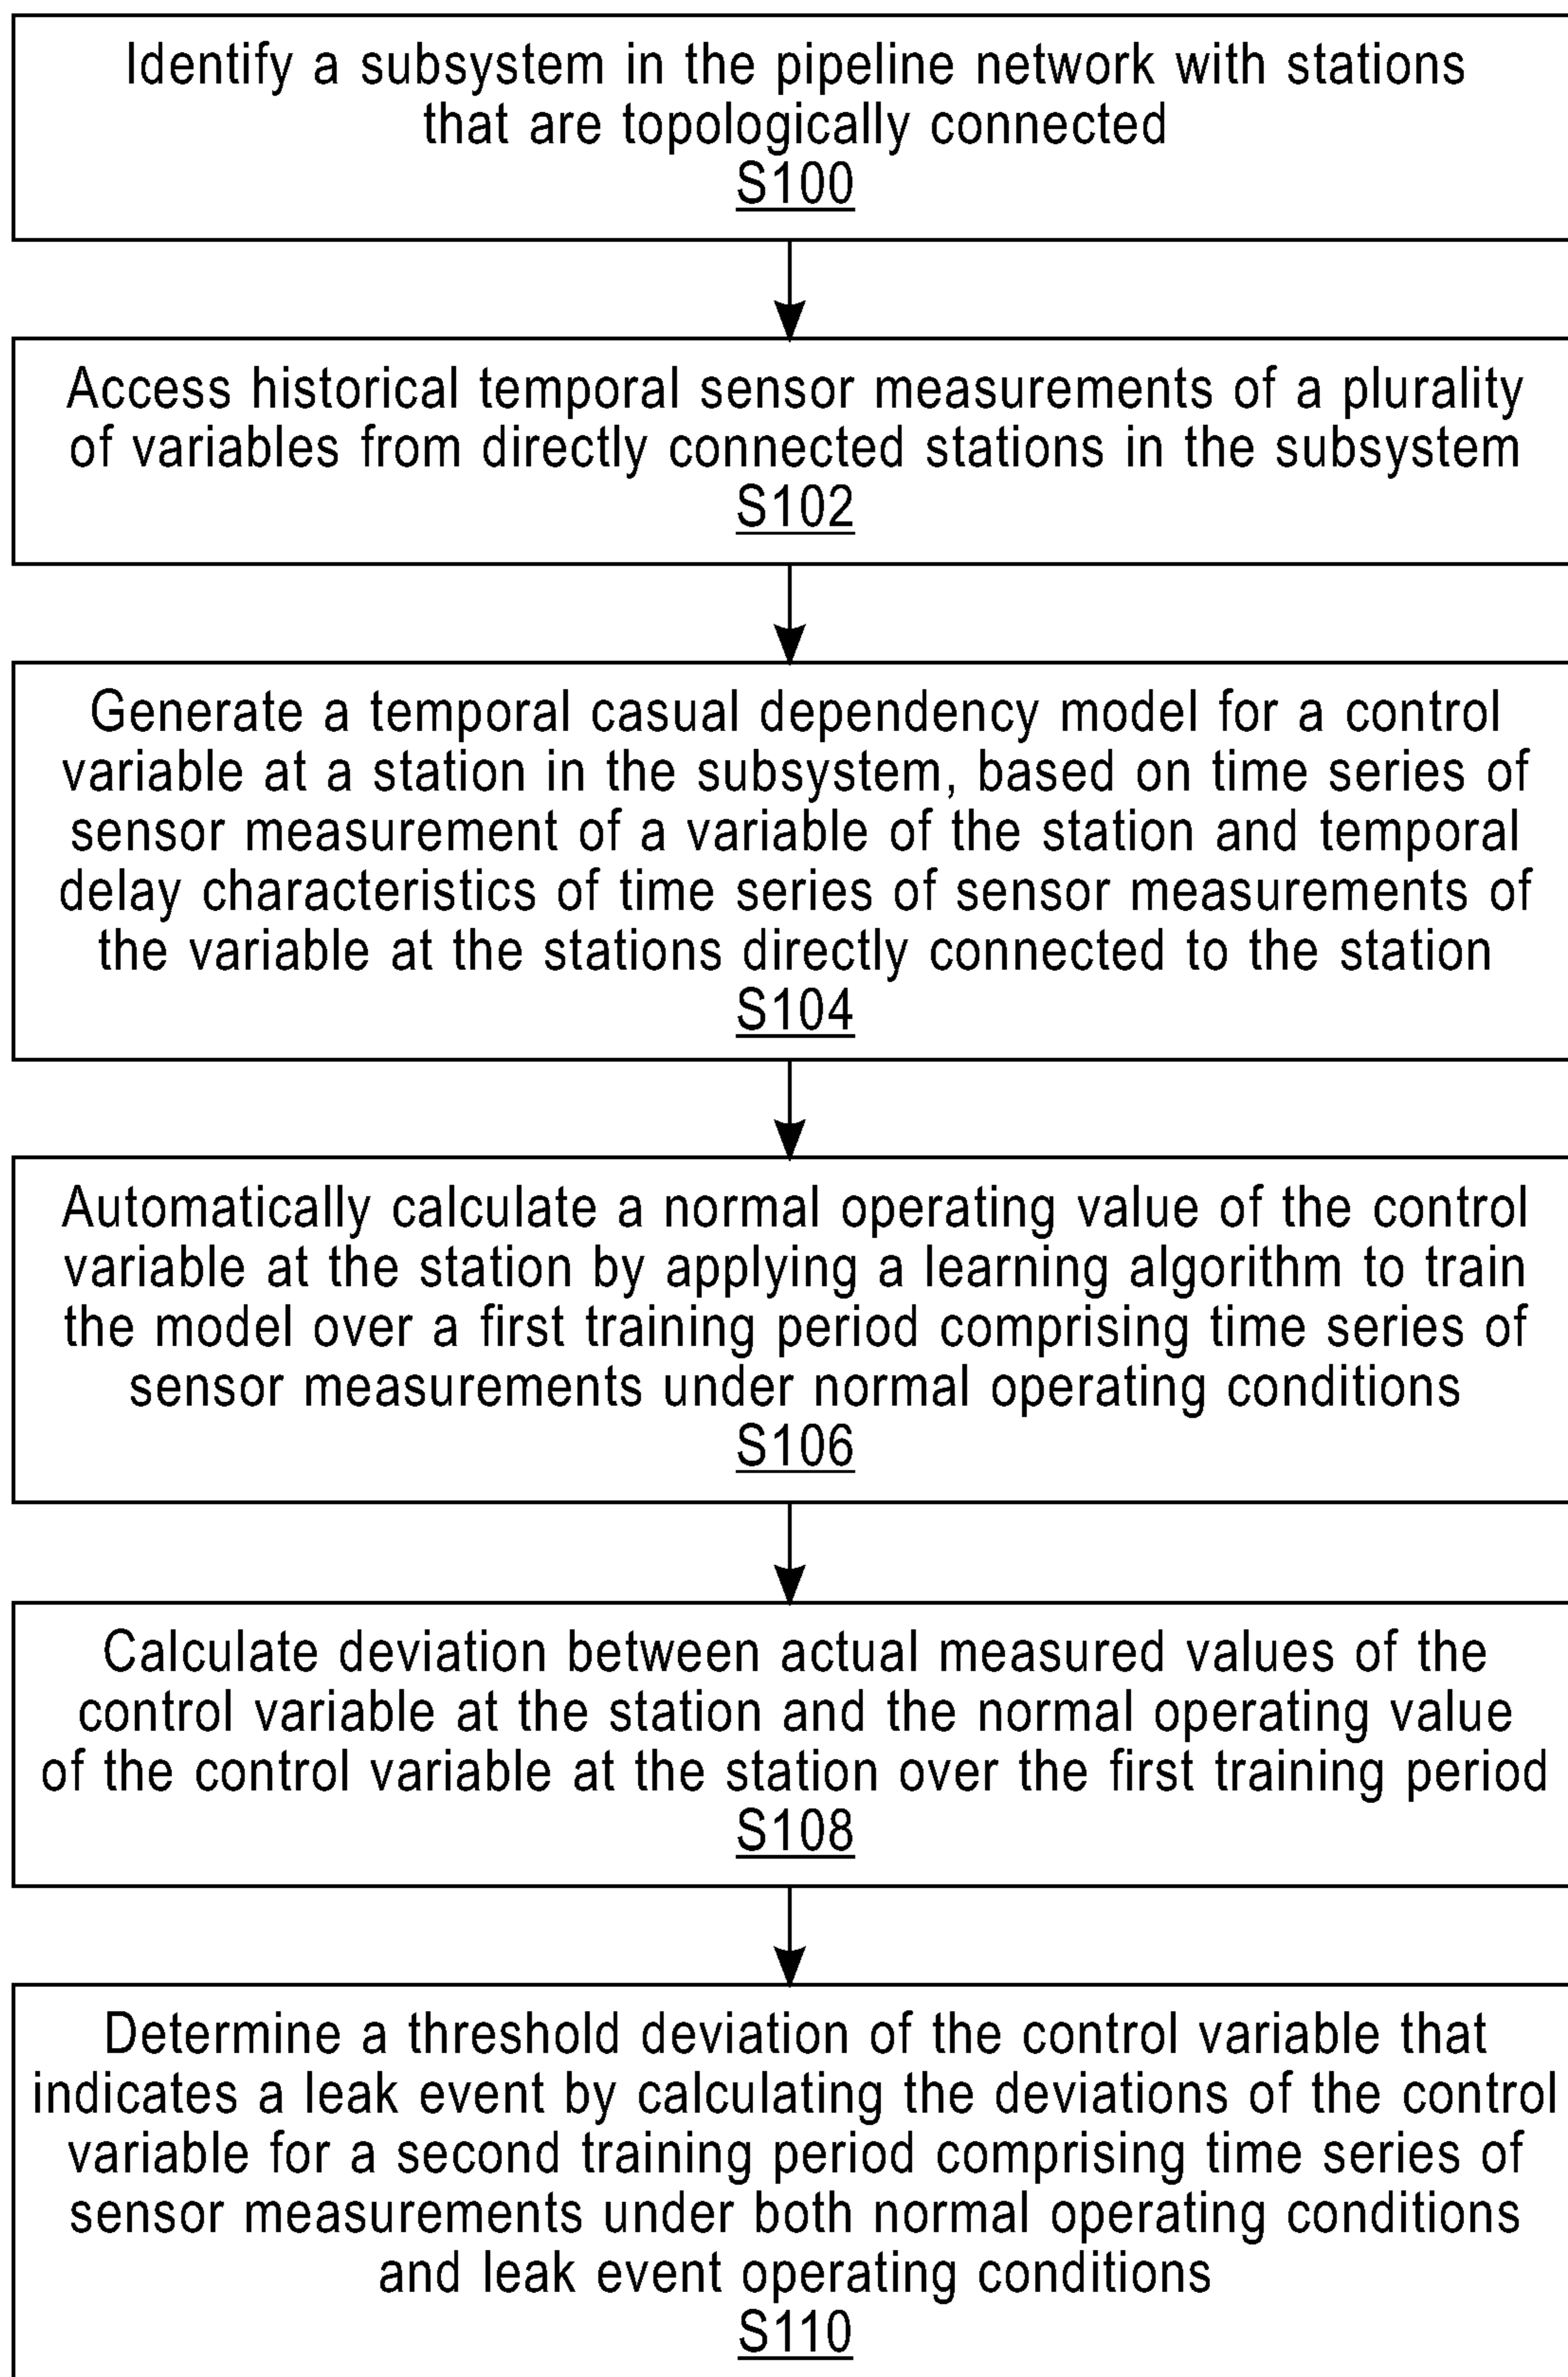 Identify a subsystem in the pipeline network with stations
that are topologically connected
S100
Access historical temporal sensor measurements of a plurality
of variables from directly connected stations in the subsystem
S102
Generate a temporal casual dependency model for a control
variable at a station in the subsystem, based on time series of
sensor measurement of a variable of the station and temporal
delay characteristics of time series of sensor measurements of
the variable at the stations directly connected to the station
S104
Automatically calculate a normal operating value of the control
variable at the station by applying a learning algorithm to train
the model over a first training period comprising time series of
sensor measurements under normal operating conditions
S106
Calculate deviation between actual measured values of the
control variable at the station and the normal operating value
of the control variable at the station over the first training period
S108
Determine a threshold deviation of the control variable that
indicates a leak event by calculating the deviations of the control
variable for a second training period comprising time series of
sensor measurements under both normal operating conditions
and leak event operating conditions
S110